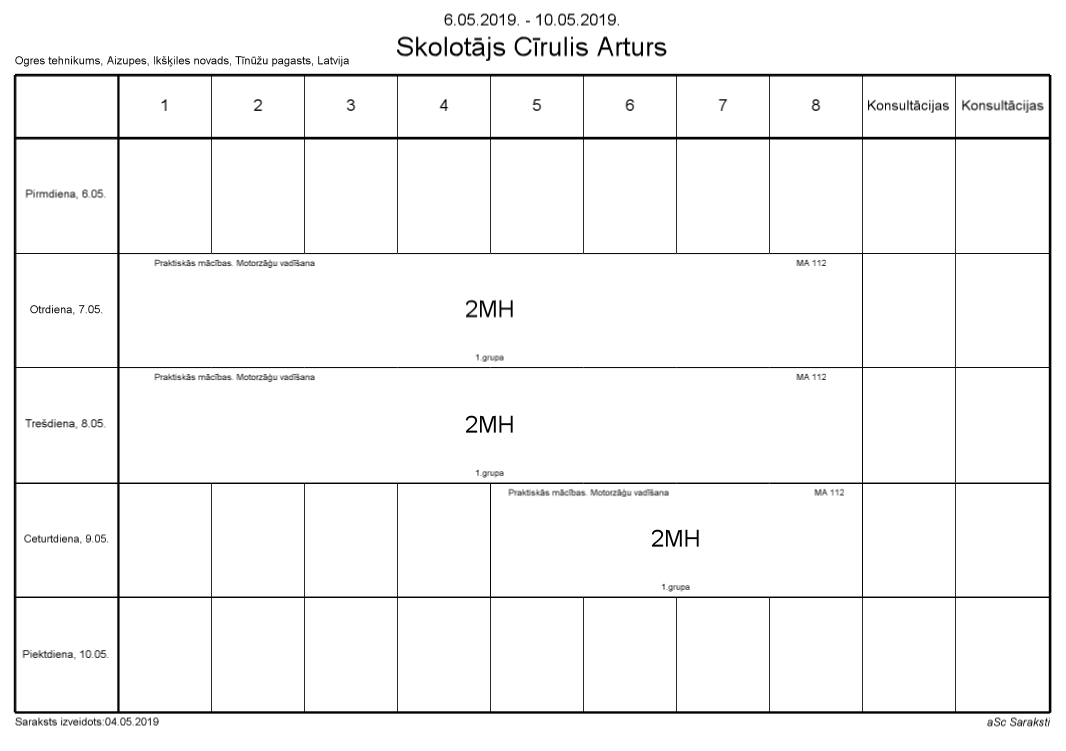 6.05.2019. - 10.05.2019.
Skolotājs Cīrulis Arturs
Ogres tehnikums, Aizupes, Ikšķiles novads, Tīnūžu pagasts, Latvija
1 2 3 4 5 6 7 8 Konsultācijas Konsultācijas
Pirmdiena, 6.05.
Praktiskās mācības. Motorzāģu vadīšana MA 112
Otrdiena, 7.05. 2MH
1.grupa
Praktiskās mācības. Motorzāģu vadīšana MA 112
Trešdiena, 8.05. 2MH
1.grupa
Praktiskās mācības. Motorzāģu vadīšana MA 112
Ceturtdiena, 9.05. 2MH
1.grupa
Piektdiena, 10.05.
Saraksts izveidots:04.05.2019 aSc Saraksti